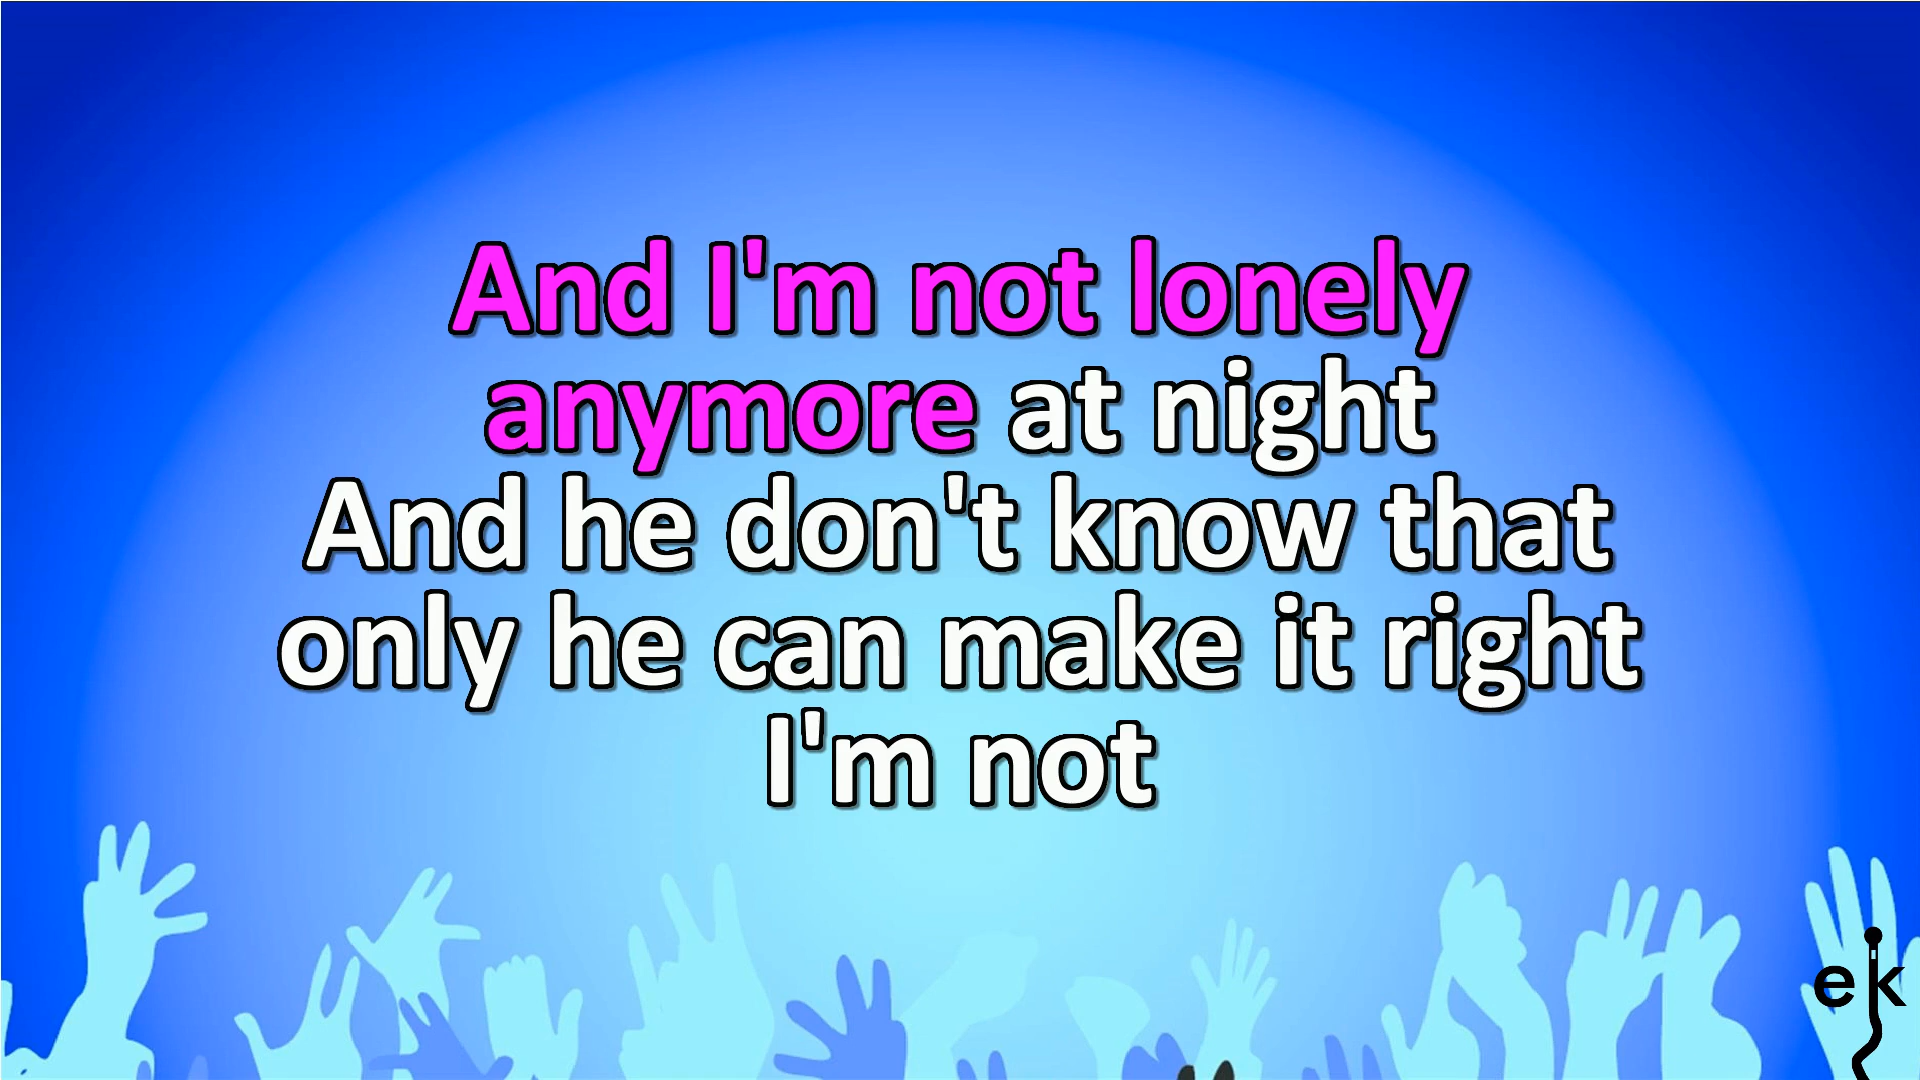 And I'm not lonely
anymore at night
And he don't know that
only he can make it right
I'm not
ek